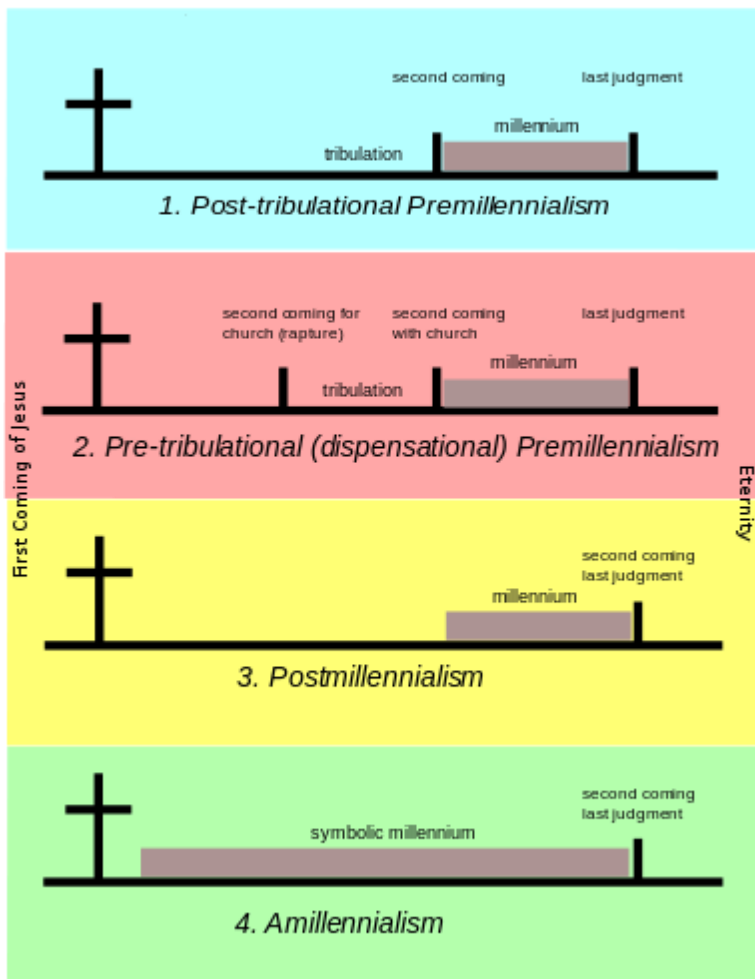 second coming
last judgment
millennium
tribulation
1. Post-tribulational Premillennialism
second coming for
church (rapture)
second coming
with church
last judgment
millennium
tribulation
2. Pre-tribulational (dispensational) Premillennialism
First Coming of Jesus
Eternity
second coming
last judgment
millennium
3. Postmillennialism
second coming
last judgment
symbolic millennium
4. Amillennialism